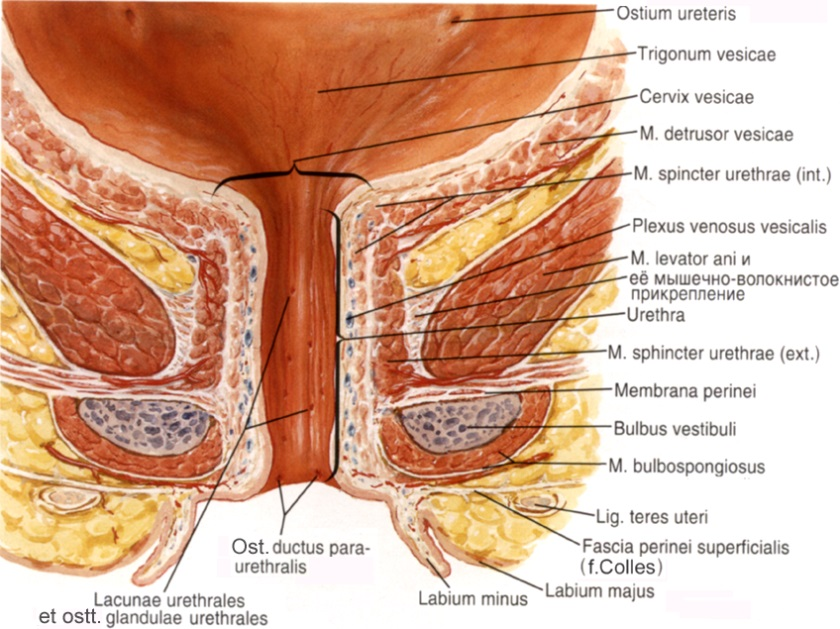 Ostium ureteris
Trigonum vesicae
Cervix vesicae
M. detrusor vesicae
M. spincter urethrae (int.)
Plexus venosus vesicalis
M. levator ani и
её мышечно-волокнистое
прикрепление
Urethra
M. sphincter urethrae (ext.)
Membrana perinei
Bulbus vestibuli
M. bulbospongiosus
Lig. teres uteri
Fascia perinei superficialis
(f.Colles)
Labium majus
Labium minus
Ost. ductus para-
urethralis
Lacunae urethrales
et ostt. glandulae urethrales